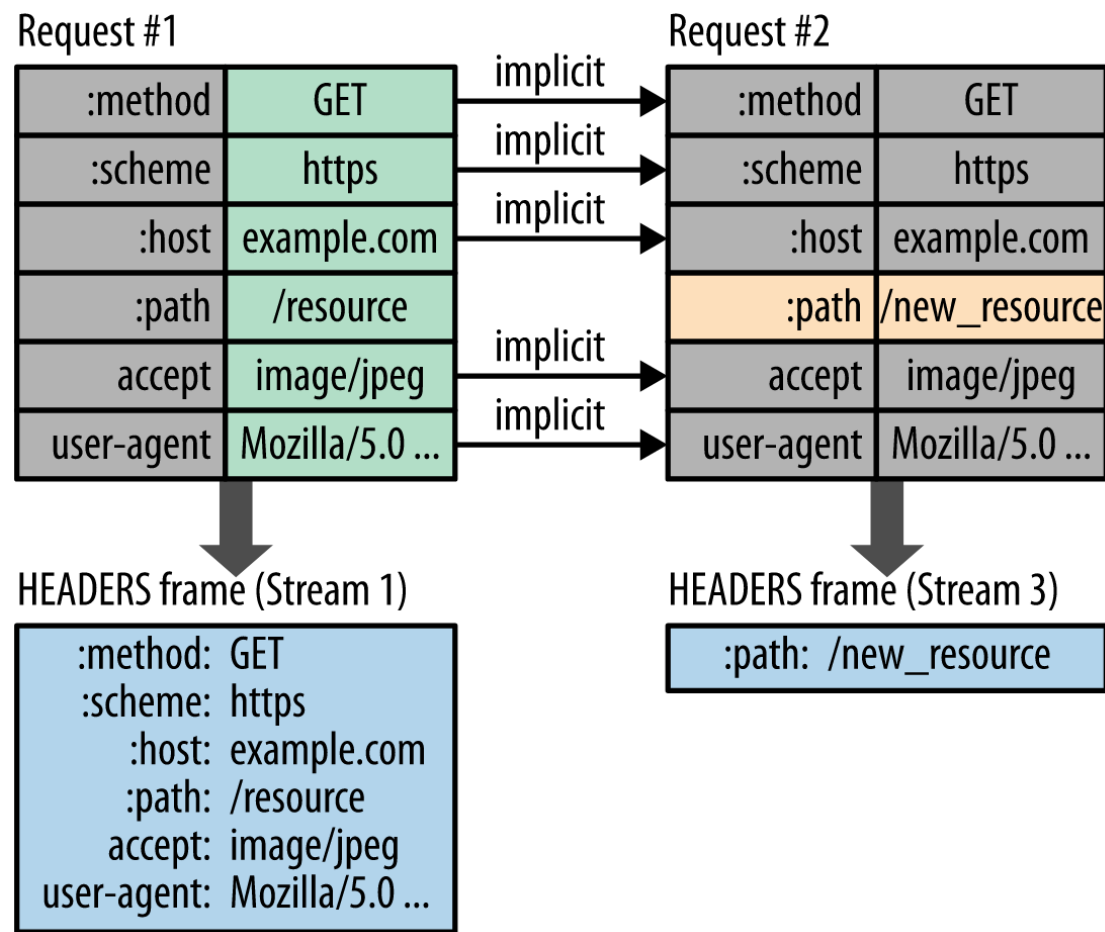 Request #1
:method GET
:scheme https
:host example.com
:path /resource
accept image/jpeg
user-agent Mozilla/5.0 ...
implicit
implicit
implicit
implicit
implicit
Request #2
:method GET
:scheme https
:host example.com
:path /new_resource
accept image/jpeg
user-agent Mozilla/5.0 ...
HEADERS frame (Stream 1)
:method: GET
:scheme: https
:host: example.com
:path: /resource
accept: image/jpeg
user-agent: Mozilla/5.0 ...
HEADERS frame (Stream 3)
:path: /new_resource